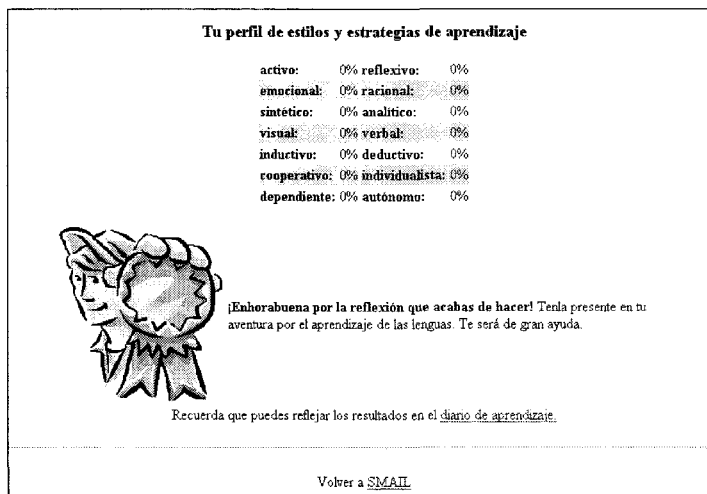 Tu perfil de estilos y estrategias de aprendizaje
activo: 0% reflexivo: 0%
emocional: 0% racional: 0%
sintético: 0% analítico: 0%
visual: 0% verbal: 0%
inductivo: 0% deductivo: 0%
cooperativo: 0% individualista: 0%
dependiente: 0% autónomo: 0%
¡Enhorabuena por la reflexión que acabas de hacer! Tenla presente en tu
aventura por el aprendizaje de las lenguas. Te será de gran ayuda.
Recuerda que puedes reflejar los resultados en el diario de aprendizaje.
Volver a SMAIL